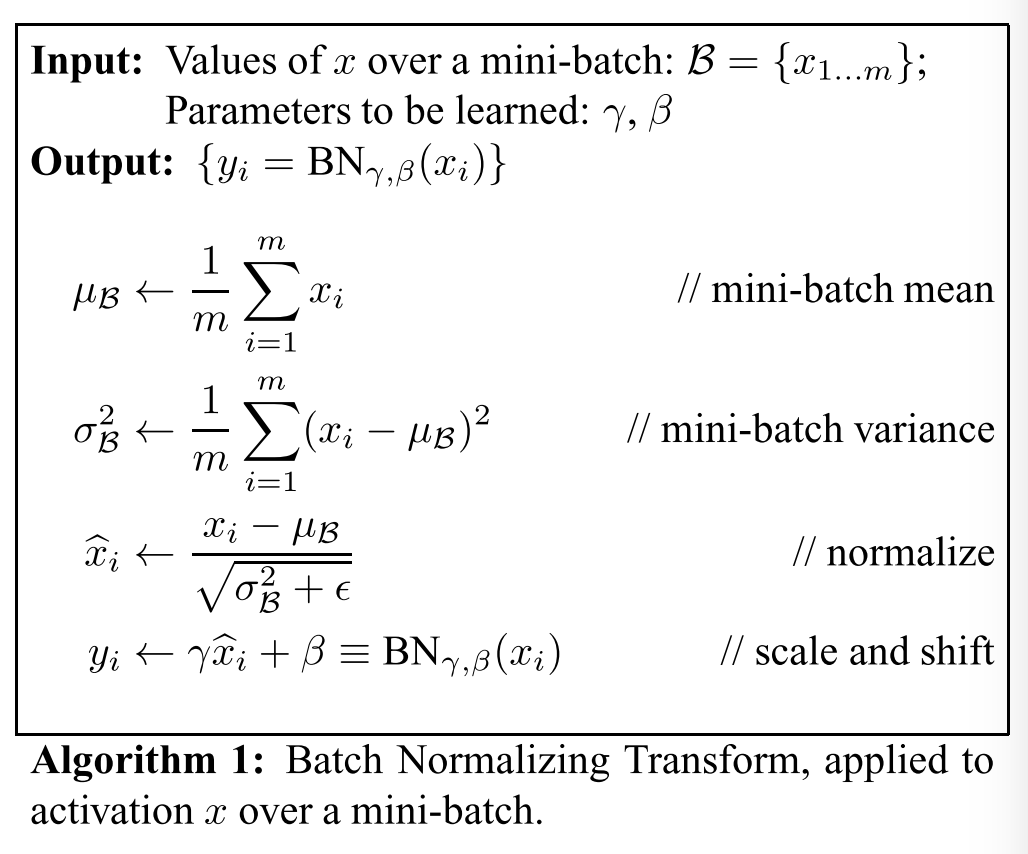 Input: Values of $x$ over a mini-batch: $\mathcal{B} = \{x_{1 \ldots m}\}$;
Parameters to be learned: $\gamma$, $\beta$
Output: $\{y_i = \mathrm{BN}_{\gamma,\beta}(x_i)\}$
$\mu_{\mathcal{B}} \leftarrow \frac{1}{m} \sum_{i=1}^{m} x_i$ // mini-batch mean
$\sigma_{\mathcal{B}}^2 \leftarrow \frac{1}{m} \sum_{i=1}^{m} (x_i - \mu_{\mathcal{B}})^2$ // mini-batch variance
$\widehat{x}_i \leftarrow \frac{x_i - \mu_{\mathcal{B}}}{\sqrt{\sigma_{\mathcal{B}}^2 + \epsilon}}$ // normalize
$y_i \leftarrow \gamma \widehat{x}_i + \beta \equiv \mathrm{BN}_{\gamma,\beta}(x_i)$ // scale and shift
Algorithm 1: Batch Normalizing Transform, applied to
activation $x$ over a mini-batch.